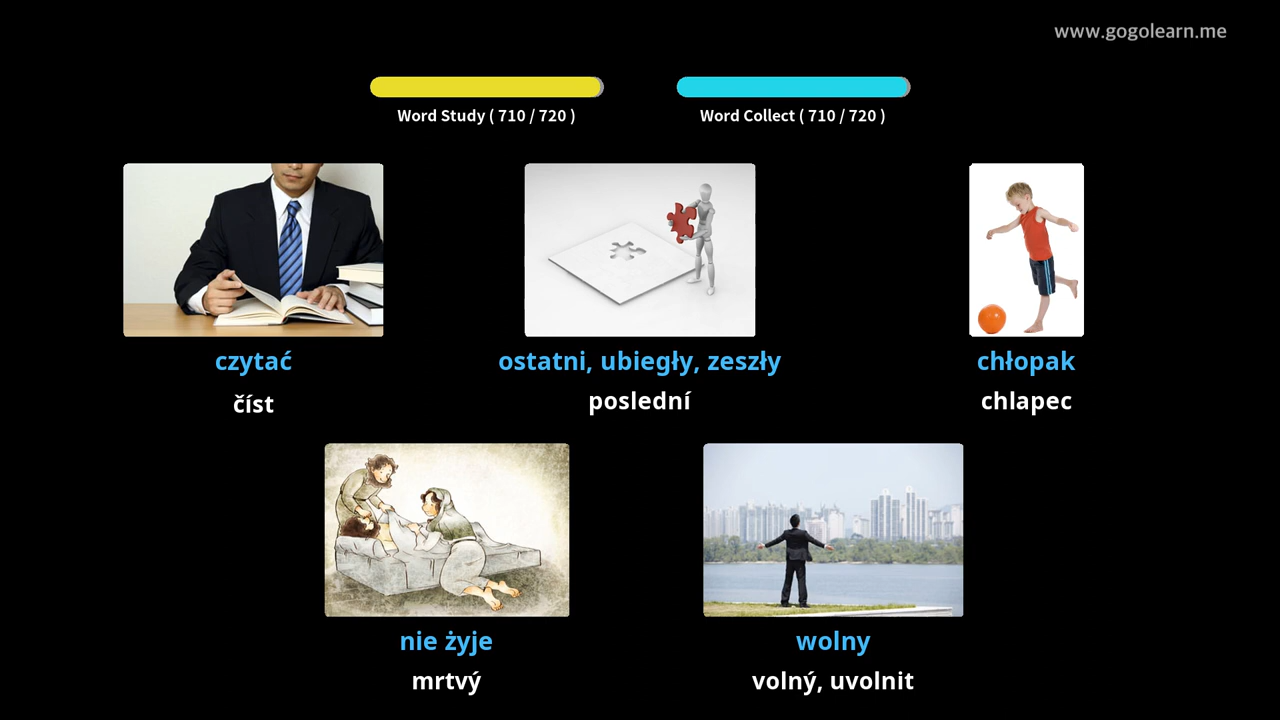 www.gogolearn.me
Word Study ( 710 / 720 )
Word Collect ( 710 / 720 )
czytać
číst
ostatni, ubiegły, zeszły
poslední
chłopak
chlapec
nie żyje
mrtvý
wolny
volný, uvolnit